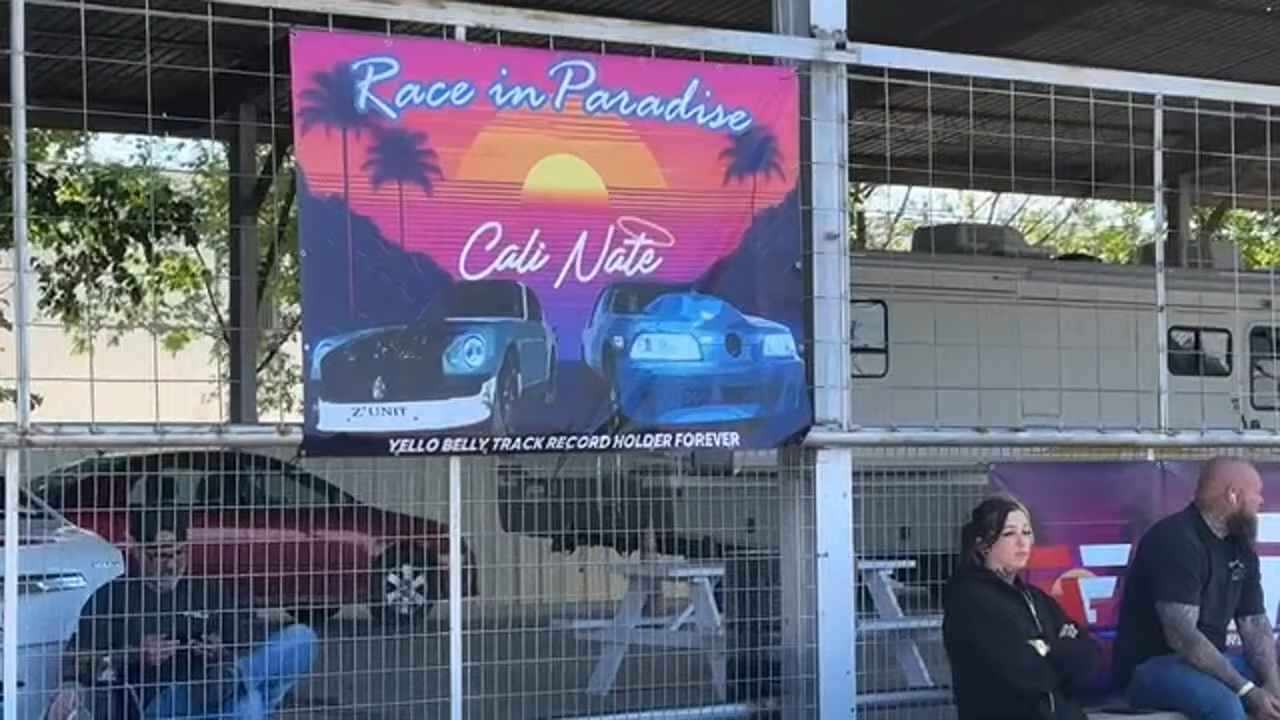 Race in Paradise
Cali Nate
Z UNIT
YELLO BELLY TRACK RECORD HOLDER FOREVER